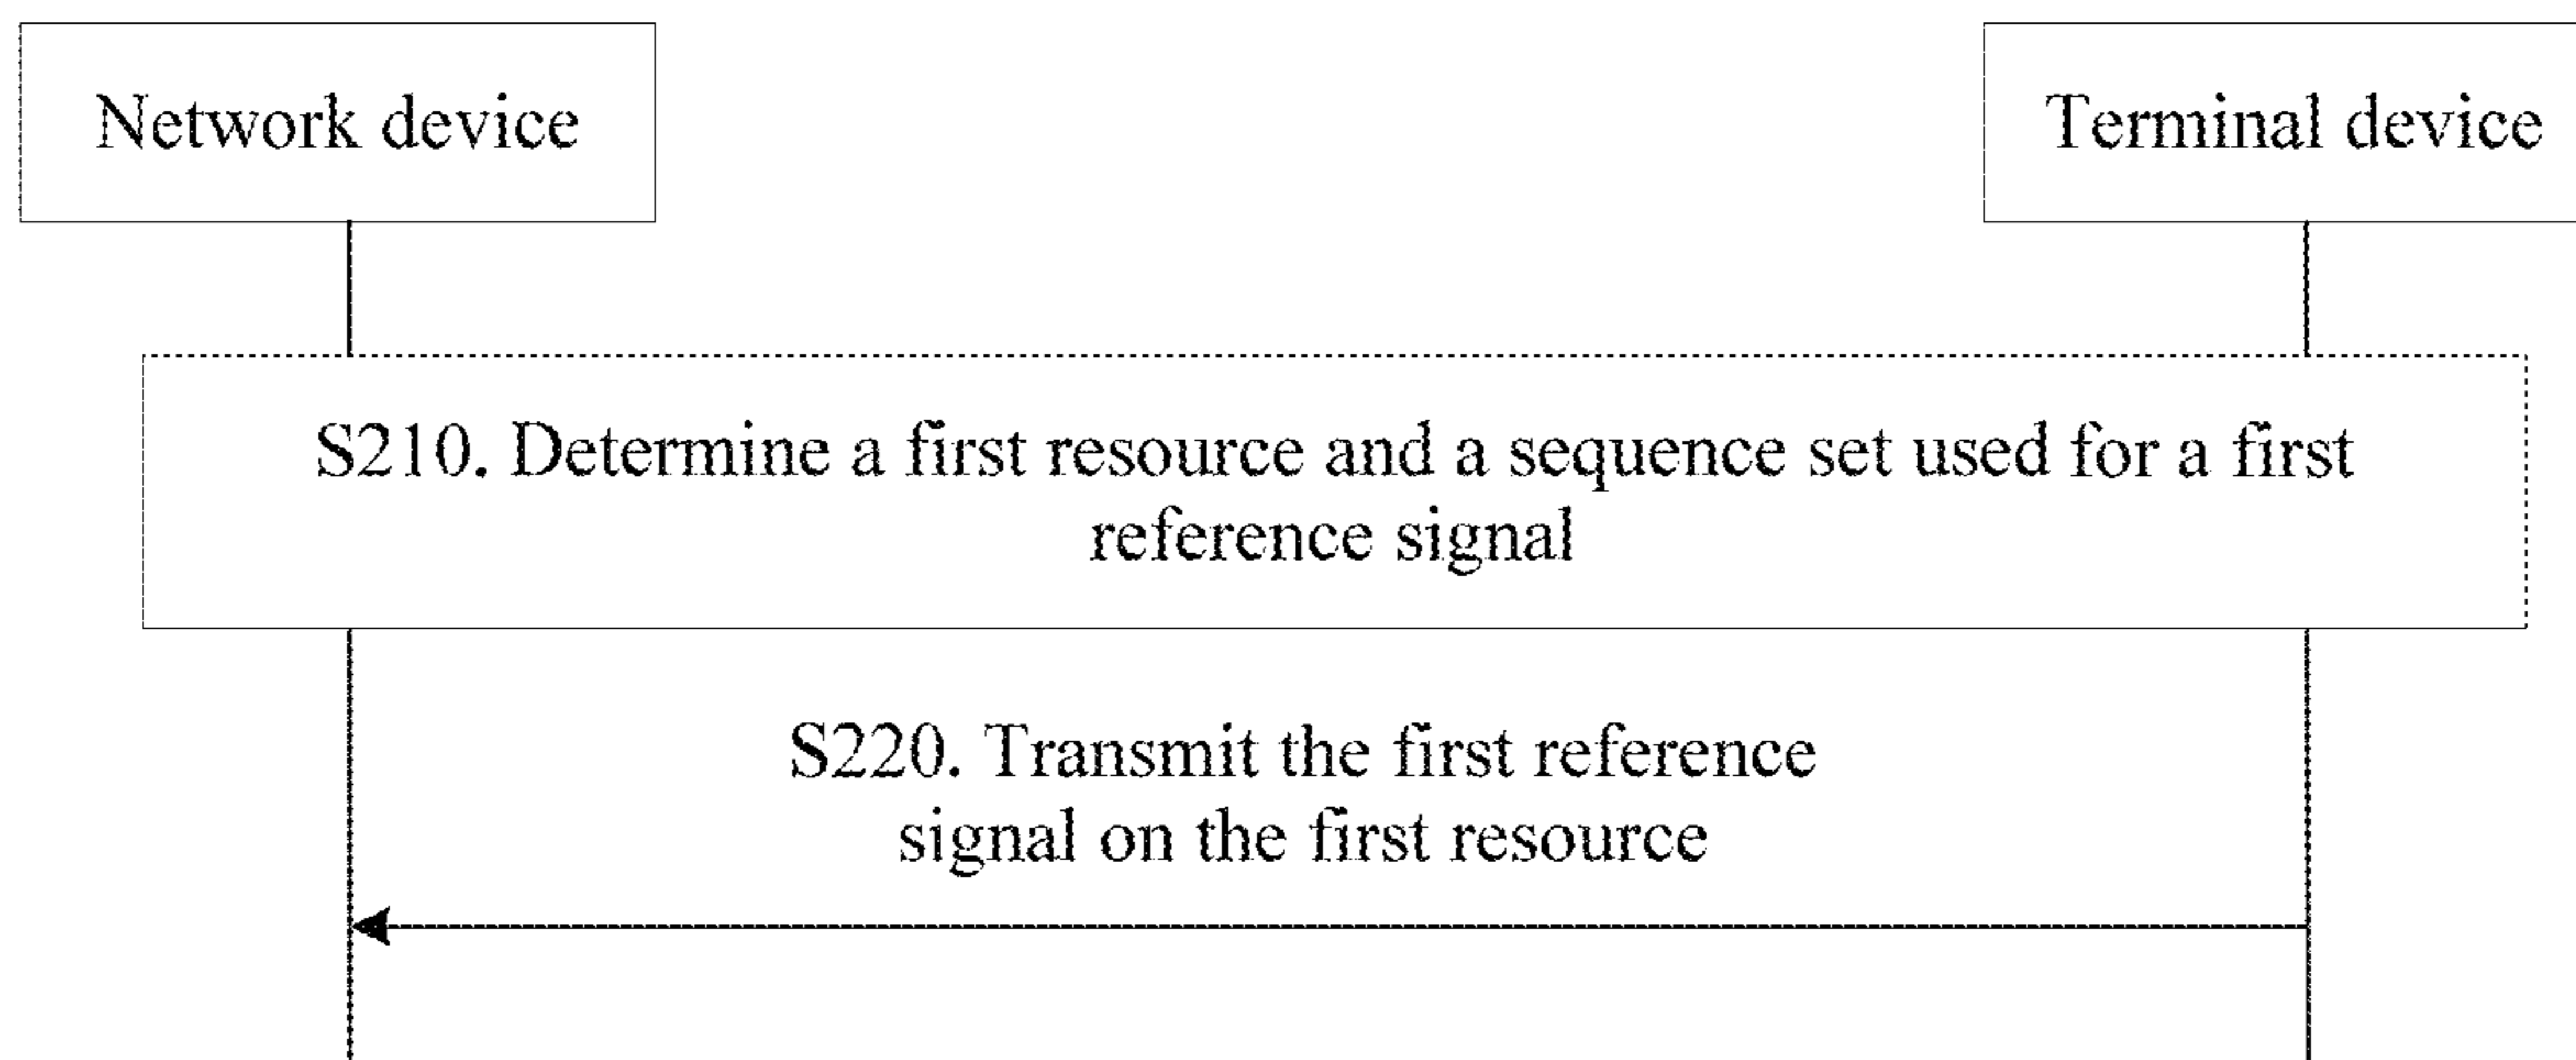 Network device
Terminal device
S210. Determine a first resource and a sequence set used for a first
reference signal
S220. Transmit the first reference
signal on the first resource